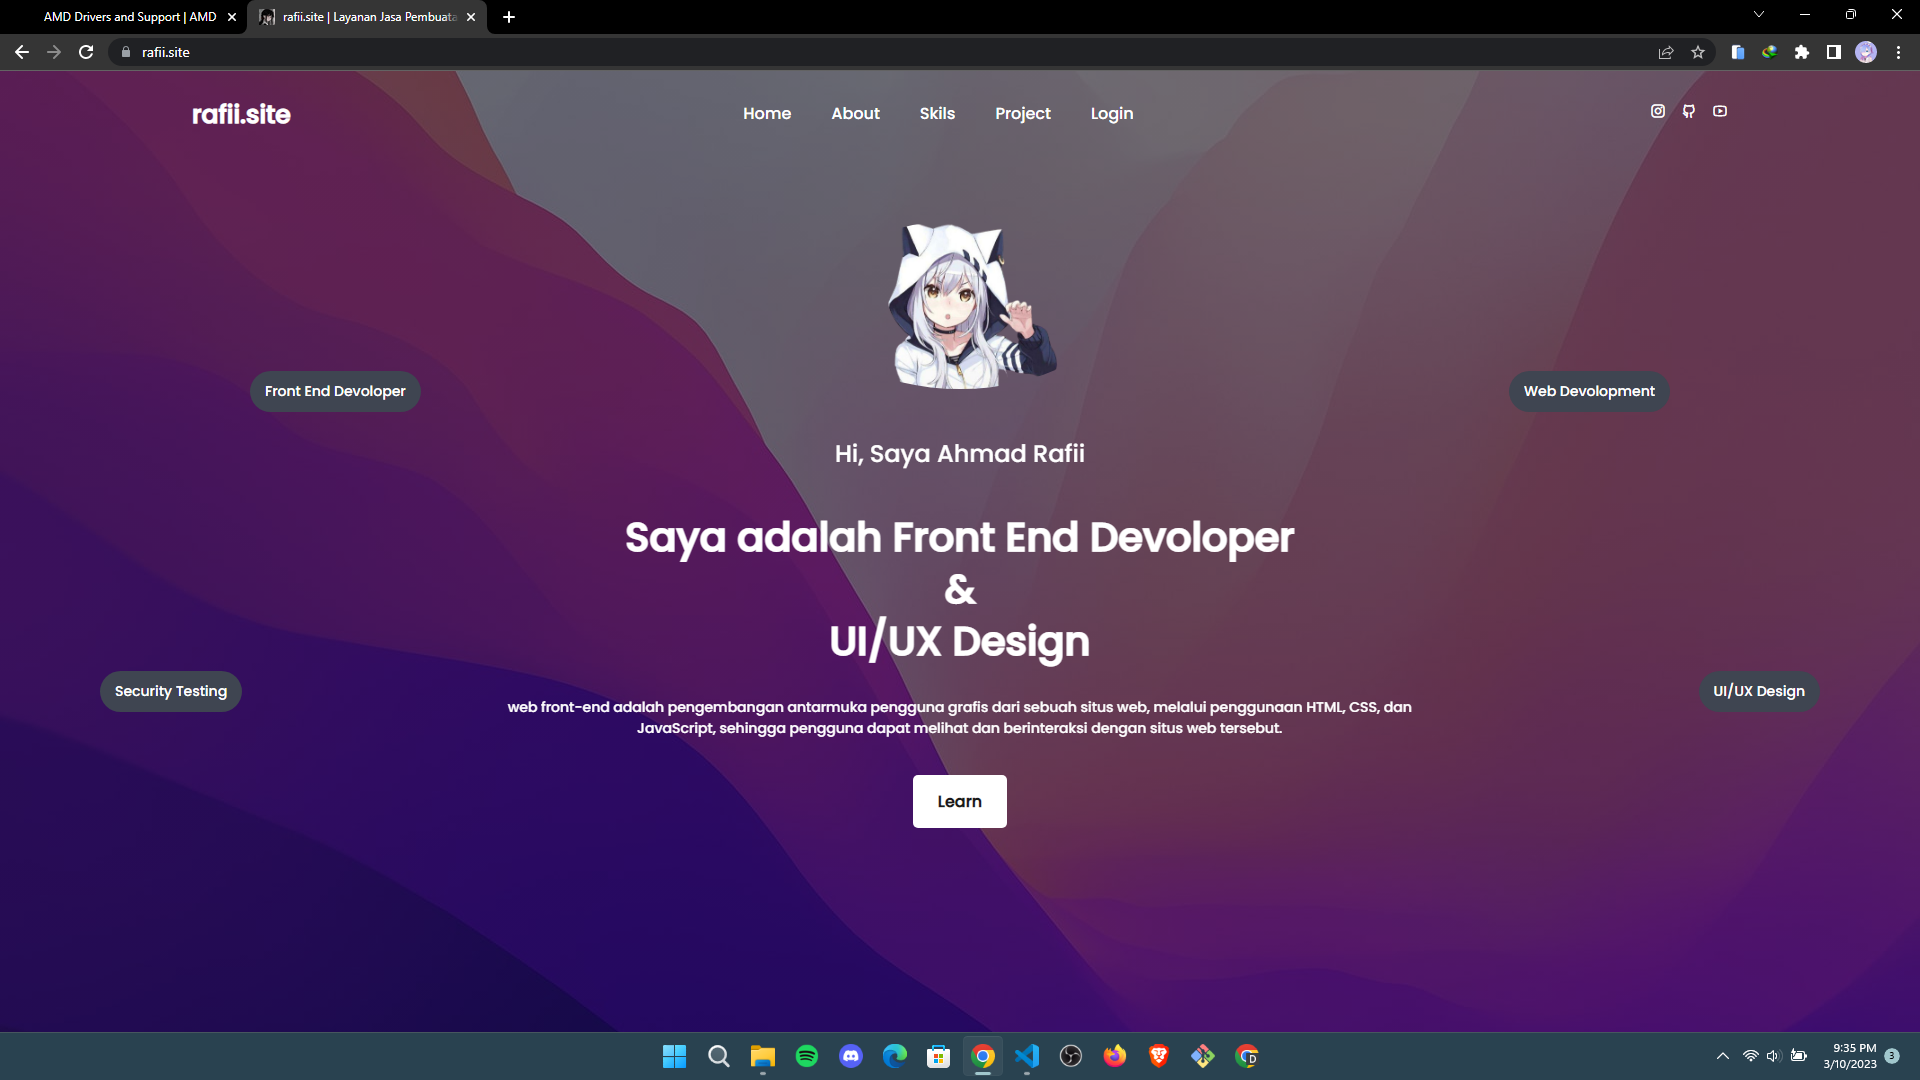 AMD Drivers and Support | AMD
rafii.site | Layanan Jasa Pembuata
rafii.site
rafii.site
Home
About
Skils
Project
Login
Front End Devoloper
Web Devolopment
Hi, Saya Ahmad Rafii
Saya adalah Front End Devoloper
&
UI/UX Design
Security Testing
UI/UX Design
web front-end adalah pengembangan antarmuka pengguna grafis dari sebuah situs web, melalui penggunaan HTML, CSS, dan
JavaScript, sehingga pengguna dapat melihat dan berinteraksi dengan situs web tersebut.
Learn
D
9:35 PM
3/10/2023
3